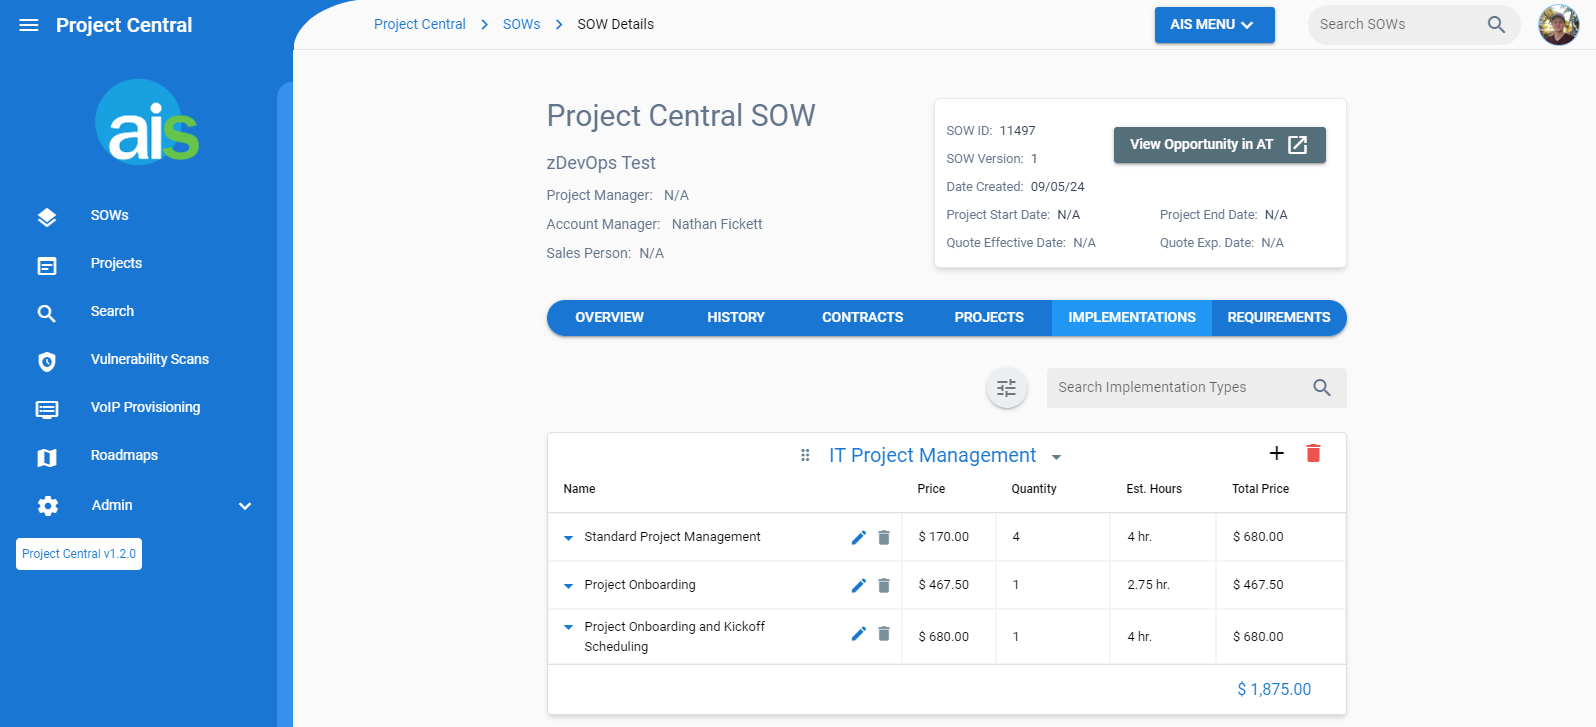 Project Central
Project Central > SOWs > SOW Details
AIS MENU
Search SOWs
ais
SOWs
Projects
Search
Vulnerability Scans
VoIP Provisioning
Roadmaps
Admin
Project Central v1.2.0
Project Central SOW
zDevOps Test
Project Manager: N/A
Account Manager: Nathan Fickett
Sales Person: N/A
SOW ID: 11497
View Opportunity in AT
SOW Version: 1
Date Created: 09/05/24
Project Start Date: N/A Project End Date: N/A
Quote Effective Date: N/A Quote Exp. Date: N/A
OVERVIEW HISTORY CONTRACTS PROJECTS IMPLEMENTATIONS REQUIREMENTS
Search Implementation Types
IT Project Management
Name Price Quantity Est. Hours Total Price
Standard Project Management $ 170.00 4 4 hr. $ 680.00
Project Onboarding $ 467.50 1 2.75 hr. $ 467.50
Project Onboarding and Kickoff
Scheduling $ 680.00 1 4 hr. $ 680.00
$ 1,875.00